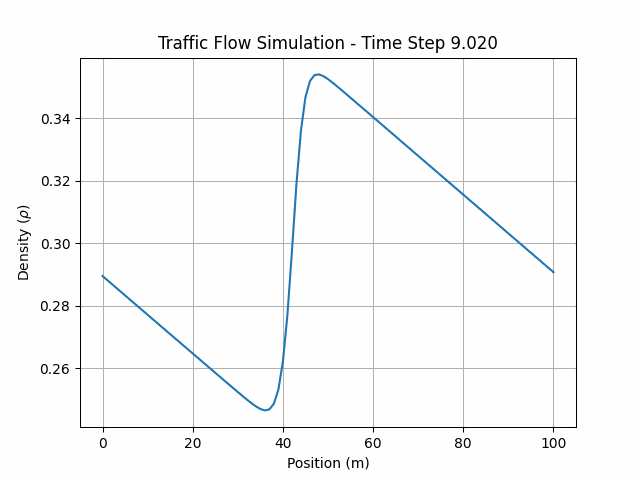 Traffic Flow Simulation - Time Step 9.020
0.34
0.32
0.30
0.28
0.26
Density (ρ)
0 20 40 60 80 100
Position (m)